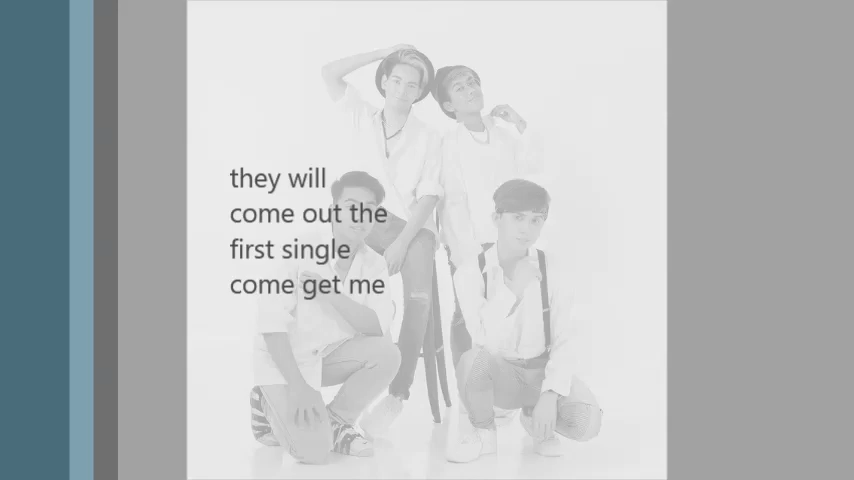 they will
come out the
first single
come get me